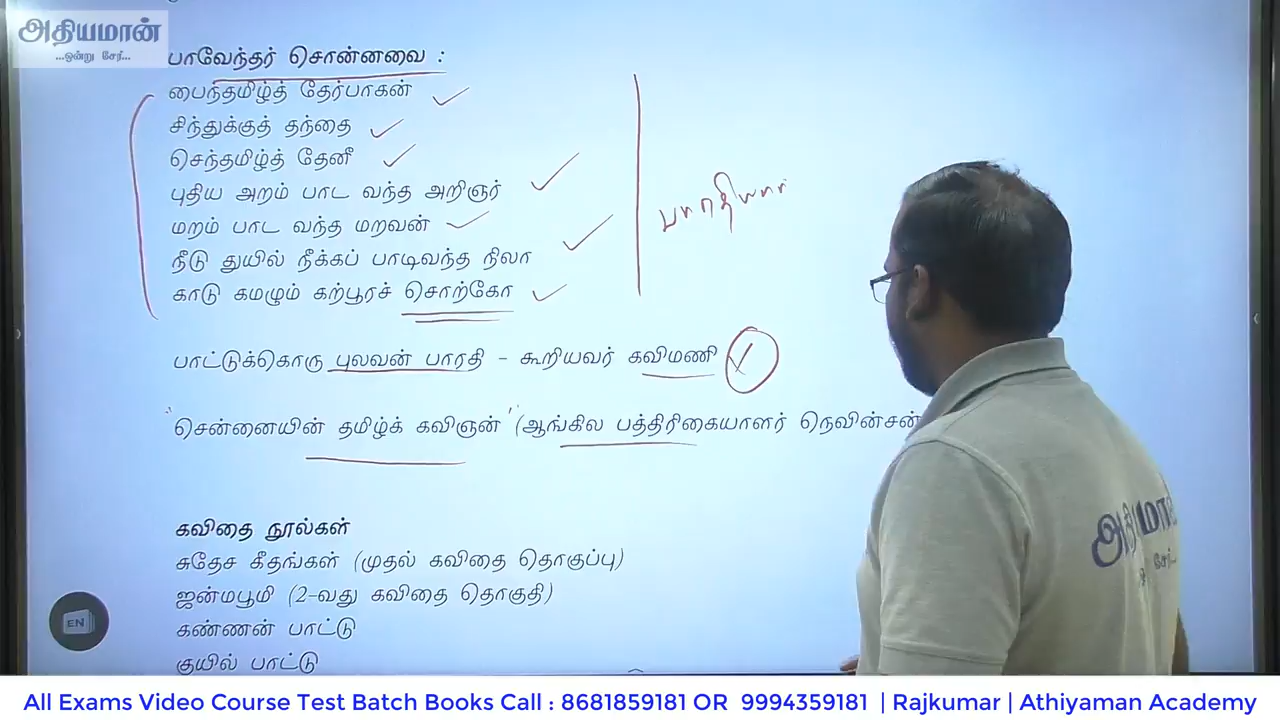 அதியமான்
...ஒன்று சேர்...
பாவேந்தர் சொன்னவை :
பைந்தமிழ்த் தேர்பாகன்
சிந்துக்குத் தந்தை
செந்தமிழ்த் தேனீ
புதிய அறம் பாட வந்த அறிஞர்
மறம் பாட வந்த மறவன்
நீடு துயில் நீக்கப் பாடிவந்த நிலா
காடு கமழும் கற்பூரச் சொற்கோ
பாரதியார்
பாட்டுக்கொரு புலவன் பாரதி - கூறியவர் கவிமணி
"சென்னையின் தமிழ்க் கவிஞன்" (ஆங்கில பத்திரிகையாளர் நெவின்சன்
கவிதை நூல்கள்
சுதேச கீதங்கள் (முதல் கவிதை தொகுப்பு)
ஜன்மபூமி (2-வது கவிதை தொகுதி)
கண்ணன் பாட்டு
குயில் பாட்டு
EN
அதியமான்
All Exams Video Course Test Batch Books Call : 8681859181 OR 9994359181 | Rajkumar | Athiyaman Academy